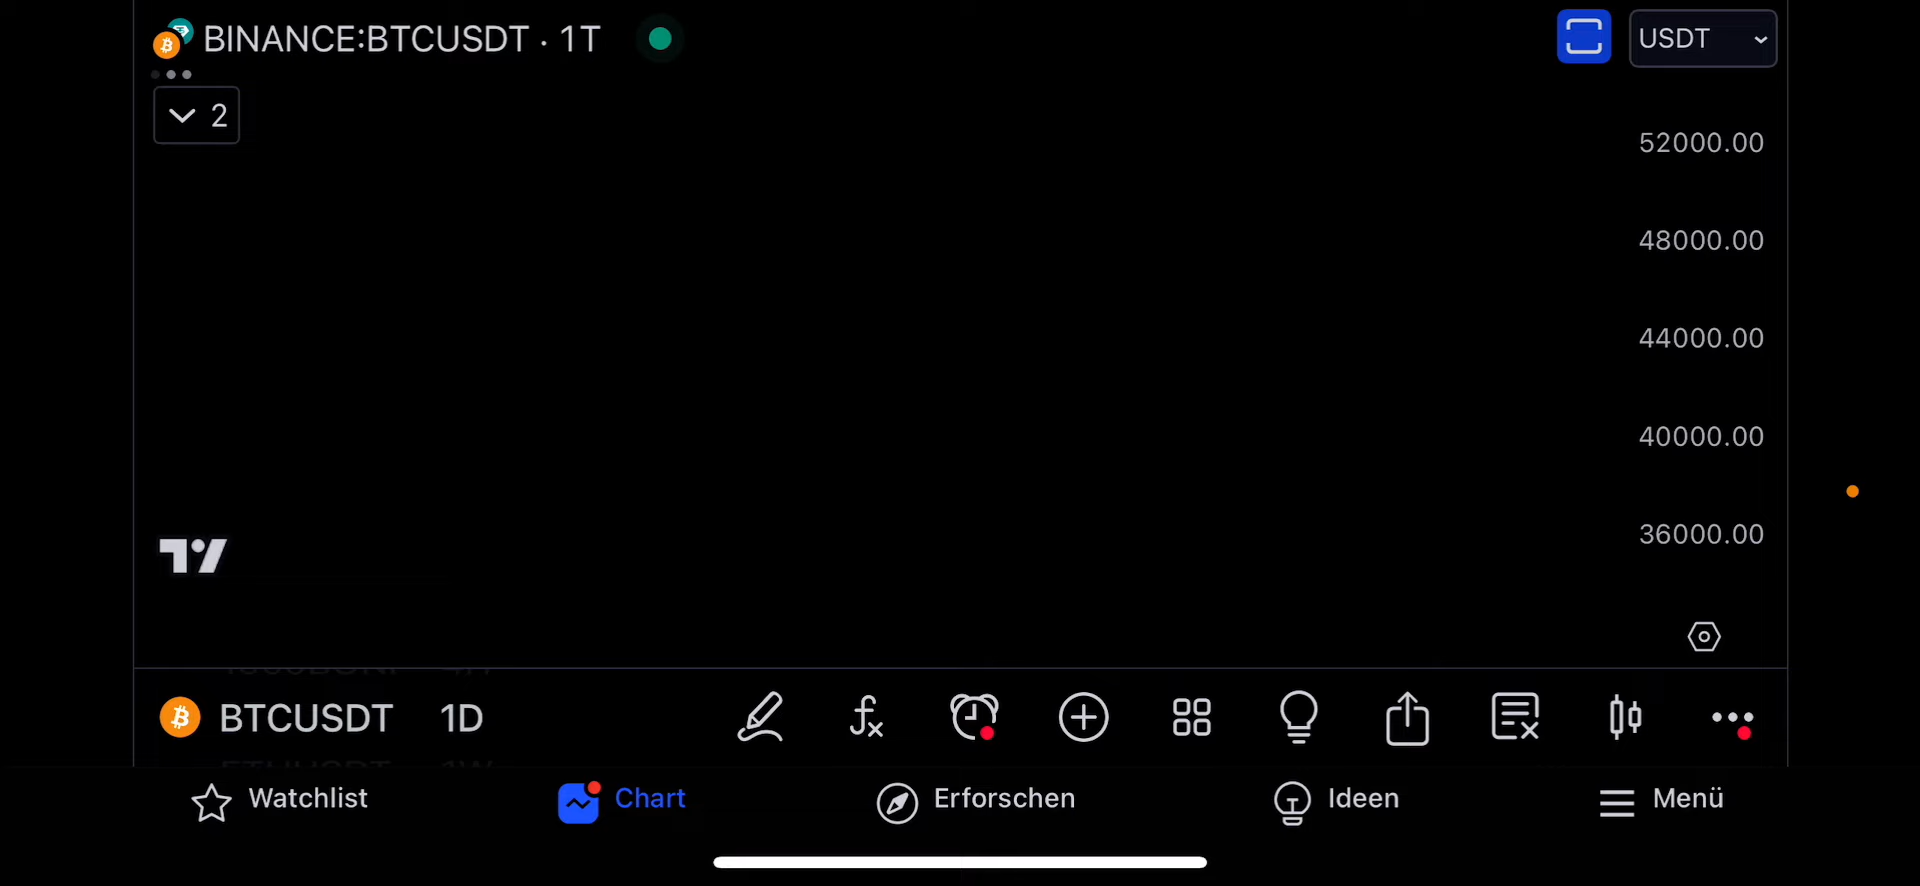 BINANCE:BTCUSDT · 1T
USDT
2
52000.00
48000.00
44000.00
40000.00
36000.00
BTCUSDT 1D
Watchlist
Chart
Erforschen
Ideen
Menü